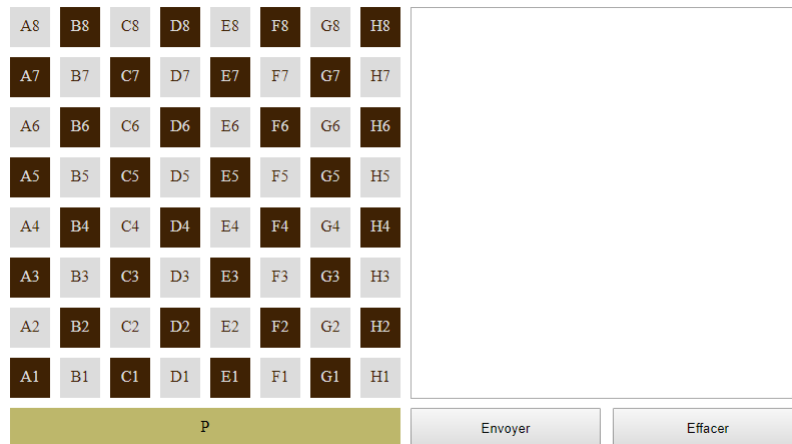 A8 B8 C8 D8 E8 F8 G8 H8
A7 B7 C7 D7 E7 F7 G7 H7
A6 B6 C6 D6 E6 F6 G6 H6
A5 B5 C5 D5 E5 F5 G5 H5
A4 B4 C4 D4 E4 F4 G4 H4
A3 B3 C3 D3 E3 F3 G3 H3
A2 B2 C2 D2 E2 F2 G2 H2
A1 B1 C1 D1 E1 F1 G1 H1
P Envoyer Effacer